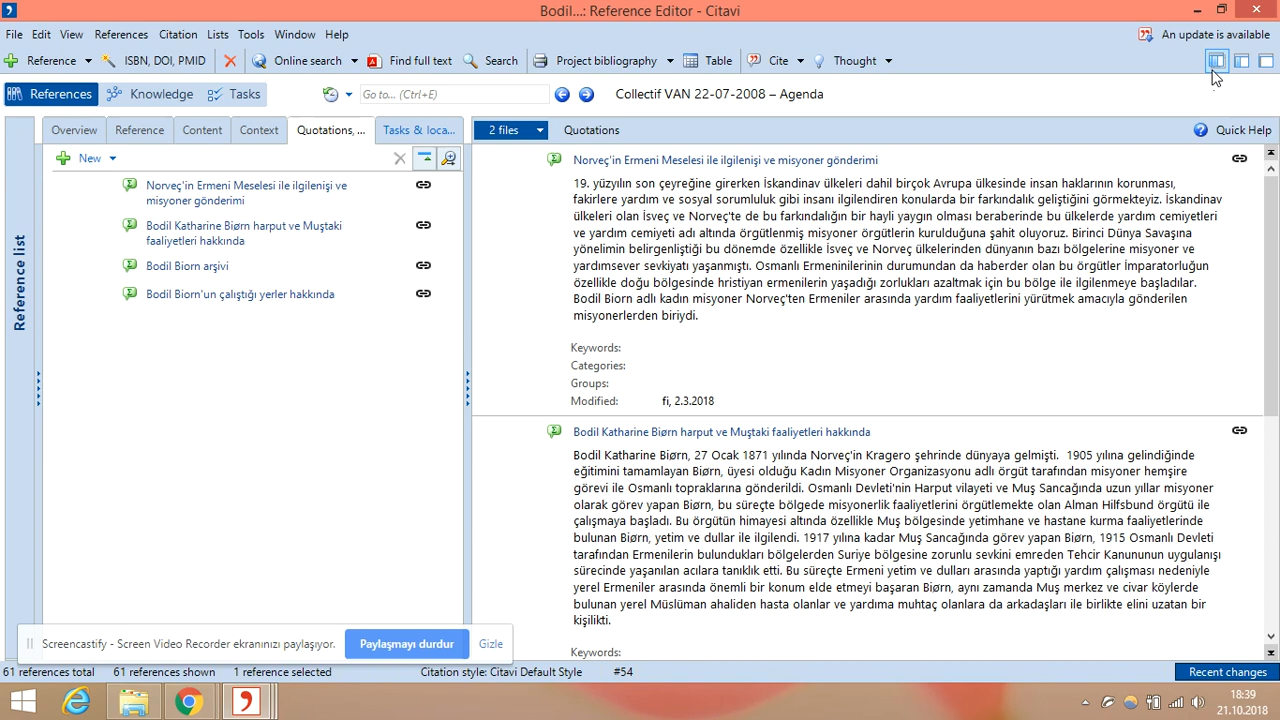 Bodil...: Reference Editor - Citavi
File Edit View References Citation Lists Tools Window Help
An update is available
Reference ISBN, DOI, PMID Online search Find full text Search Project bibliography Table Cite Thought
References Knowledge Tasks Go to... (Ctrl+E) Collectif VAN 22-07-2008 – Agenda
Overview Reference Content Context Quotations, ... Tasks & loca... 2 files Quotations Quick Help
Reference list
New
Norveç'in Ermeni Meselesi ile ilgilenişi ve
misyoner gönderimi
Bodil Katharine Biørn harput ve Muştaki
faaliyetleri hakkında
Bodil Biorn arşivi
Bodil Biorn'un çalıştığı yerler hakkında
Norveç'in Ermeni Meselesi ile ilgilenişi ve misyoner gönderimi
19. yüzyılın son çeyreğine girerken İskandinav ülkeleri dahil birçok Avrupa ülkesinde insan haklarının korunması,
fakirlere yardım ve sosyal sorumluluk gibi insanı ilgilendiren konularda bir farkındalık geliştiğini görmekteyiz. İskandinav
ülkeleri olan İsveç ve Norveç'te de bu farkındalığın bir hayli yaygın olması beraberinde bu ülkelerde yardım cemiyetleri
ve yardım cemiyeti adı altında örgütlenmiş misyoner örgütlerin kurulduğuna şahit oluyoruz. Birinci Dünya Savaşına
yönelimin belirgenleştiği bu dönemde özellikle İsveç ve Norveç ülkelerinden dünyanın bazı bölgelerine misyoner ve
yardımsever sevkiyatı yaşanmıştı. Osmanlı Ermeninilerinin durumundan da haberder olan bu örgütler İmparatorluğun
özellikle doğu bölgesinde hristiyan ermenilerin yaşadığı zorlukları azaltmak için bu bölge ile ilgilenmeye başladılar.
Bodil Biorn adlı kadın misyoner Norveç'ten Ermeniler arasında yardım faaliyetlerini yürütmek amacıyla gönderilen
misyonerlerden biriydi.
Keywords:
Categories:
Groups:
Modified: fi, 2.3.2018
Bodil Katharine Biørn harput ve Muştaki faaliyetleri hakkında
Bodil Katharine Biørn, 27 Ocak 1871 yılında Norveç'in Kragero şehrinde dünyaya gelmişti. 1905 yılına gelindiğinde
eğitimini tamamlayan Biørn, üyesi olduğu Kadın Misyoner Organizasyonu adlı örgüt tarafından misyoner hemşire
görevi ile Osmanlı topraklarına gönderildi. Osmanlı Devleti'nin Harput vilayeti ve Muş Sancağında uzun yıllar misyoner
olarak görev yapan Biørn, bu süreçte bölgede misyonerlik faaliyetlerini örgütlemekte olan Alman Hilfsbund örgütü ile
çalışmaya başladı. Bu örgütün himayesi altında özellikle Muş bölgesinde yetimhane ve hastane kurma faaliyetlerinde
bulunan Biørn, yetim ve dullar ile ilgilendi. 1917 yılına kadar Muş Sancağında görev yapan Biørn, 1915 Osmanlı Devleti
tarafından Ermenilerin bulundukları bölgelerden Suriye bölgesine zorunlu sevkini emreden Tehcir Kanununun uygulanışı
sürecinde yaşanılan acılara tanıklık etti. Bu süreçte Ermeni yetim ve dulları arasında yaptığı yardım çalışması nedeniyle
yerel Ermeniler arasında önemli bir konum elde etmeyi başaran Biørn, aynı zamanda Muş merkez ve civar köylerde
bulunan yerel Müslüman ahaliden hasta olanlar ve yardıma muhtaç olanlara da arkadaşları ile birlikte elini uzatan bir
kişilikti.
Keywords:
Screencastify - Screen Video Recorder ekranınızı paylaşıyor. Paylaşmayı durdur Gizle
61 references total 61 references shown 1 reference selected Citation style: Citavi Default Style #54 Recent changes
18:39
21.10.2018